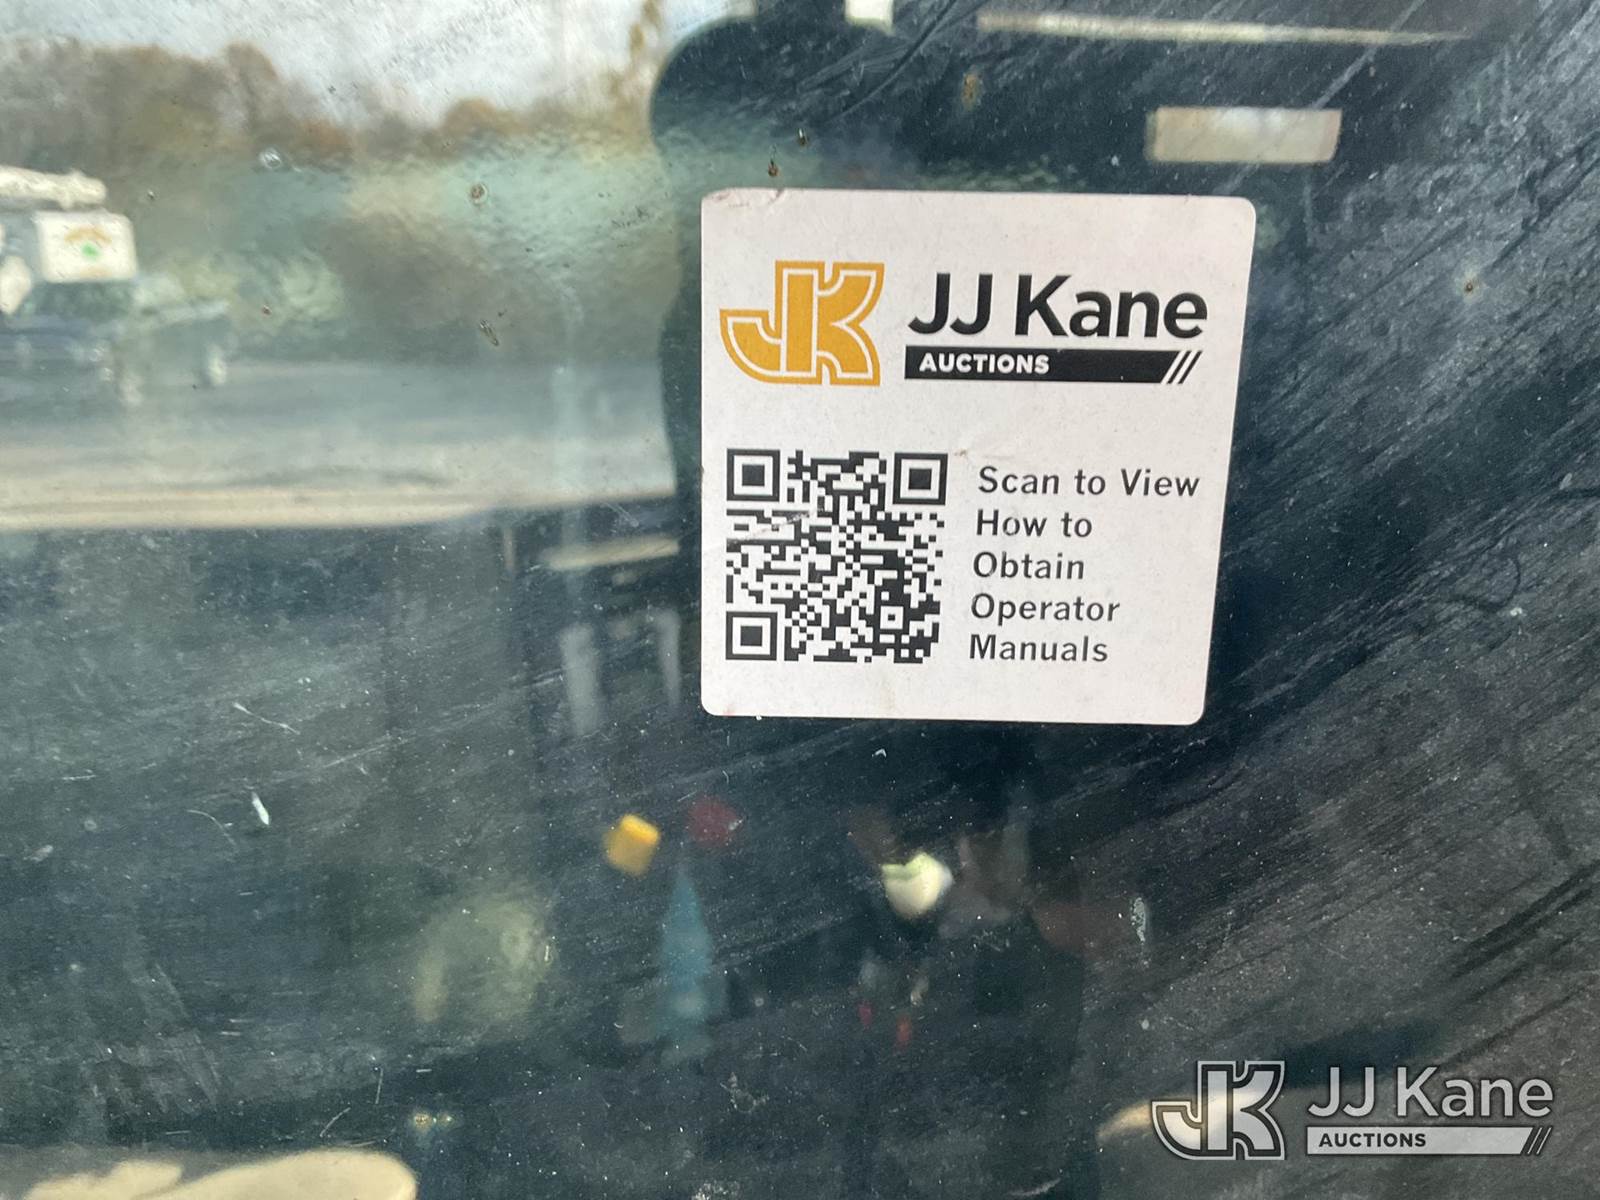 JK
JJ Kane
AUCTIONS
Scan to View
How to
Obtain
Operator
Manuals
JK
JJ Kane
AUCTIONS